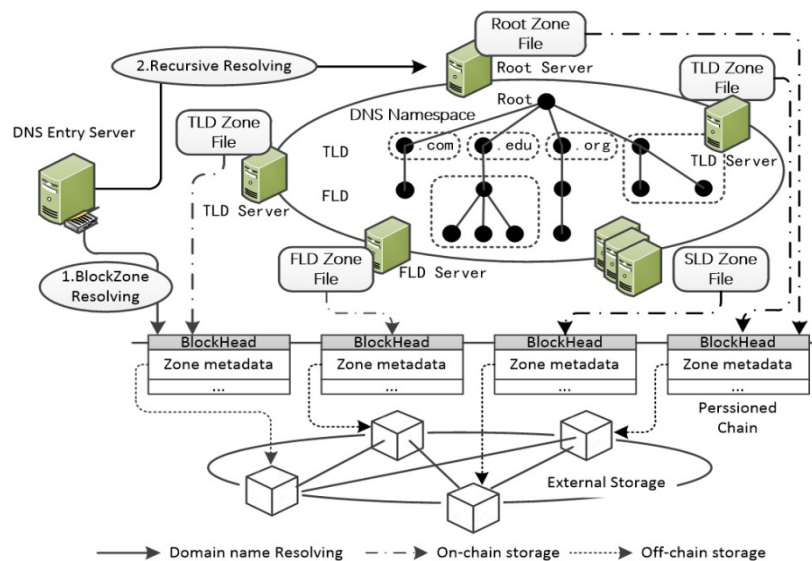 Root Zone
File
2.Recursive Resolving
Root Server
TLD Zone
File
DNS Entry Server
TLD Zone
File
DNS Namespace
Root
TLD
.com
.edu
.org
TLD Server
FLD
TLD Server
FLD Zone
File
FLD Server
SLD Zone
File
1.BlockZone
Resolving
BlockHead
BlockHead
BlockHead
BlockHead
Zone metadata
Zone metadata
Zone metadata
Zone metadata
...
...
...
...
Perssioned
Chain
External Storage
Domain name Resolving
On-chain storage
Off-chain storage